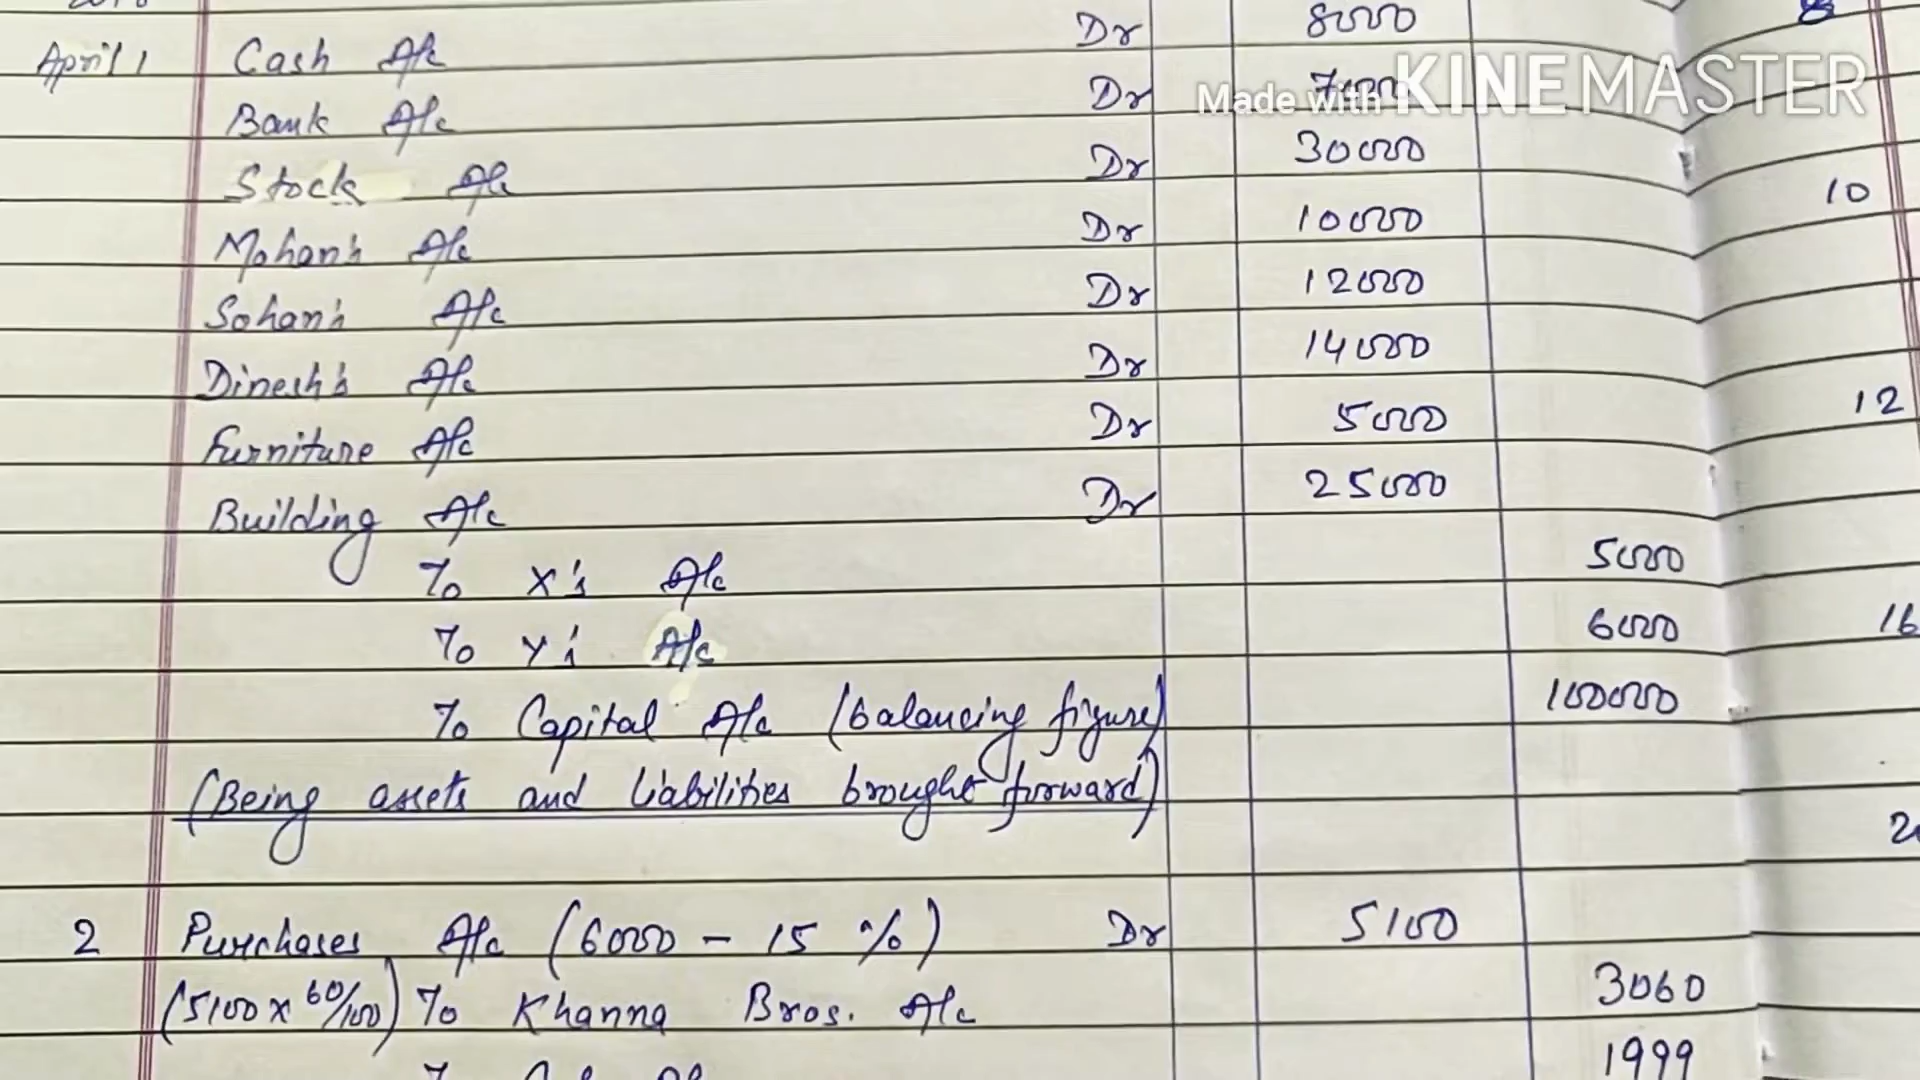 April 1 Cash A/c Dr 8000
Bank A/c Dr 7000
Made with KINEMASTER
Stock A/c Dr 30000
Mohan's A/c Dr 10000
10
Sohan's A/c Dr 12000
Dinesh's A/c Dr 14000
Furniture A/c Dr 5000
12
Building A/c Dr 25000
To X's A/c 5000
To Y's A/c 6000
16
To Capital A/c (balancing figure) 100000
(Being assets and liabilities brought forward)
2 Purchases A/c (6000 - 15 %) Dr 5100
(5100 x 60/100) To Khanna Bros. A/c 3060
1999